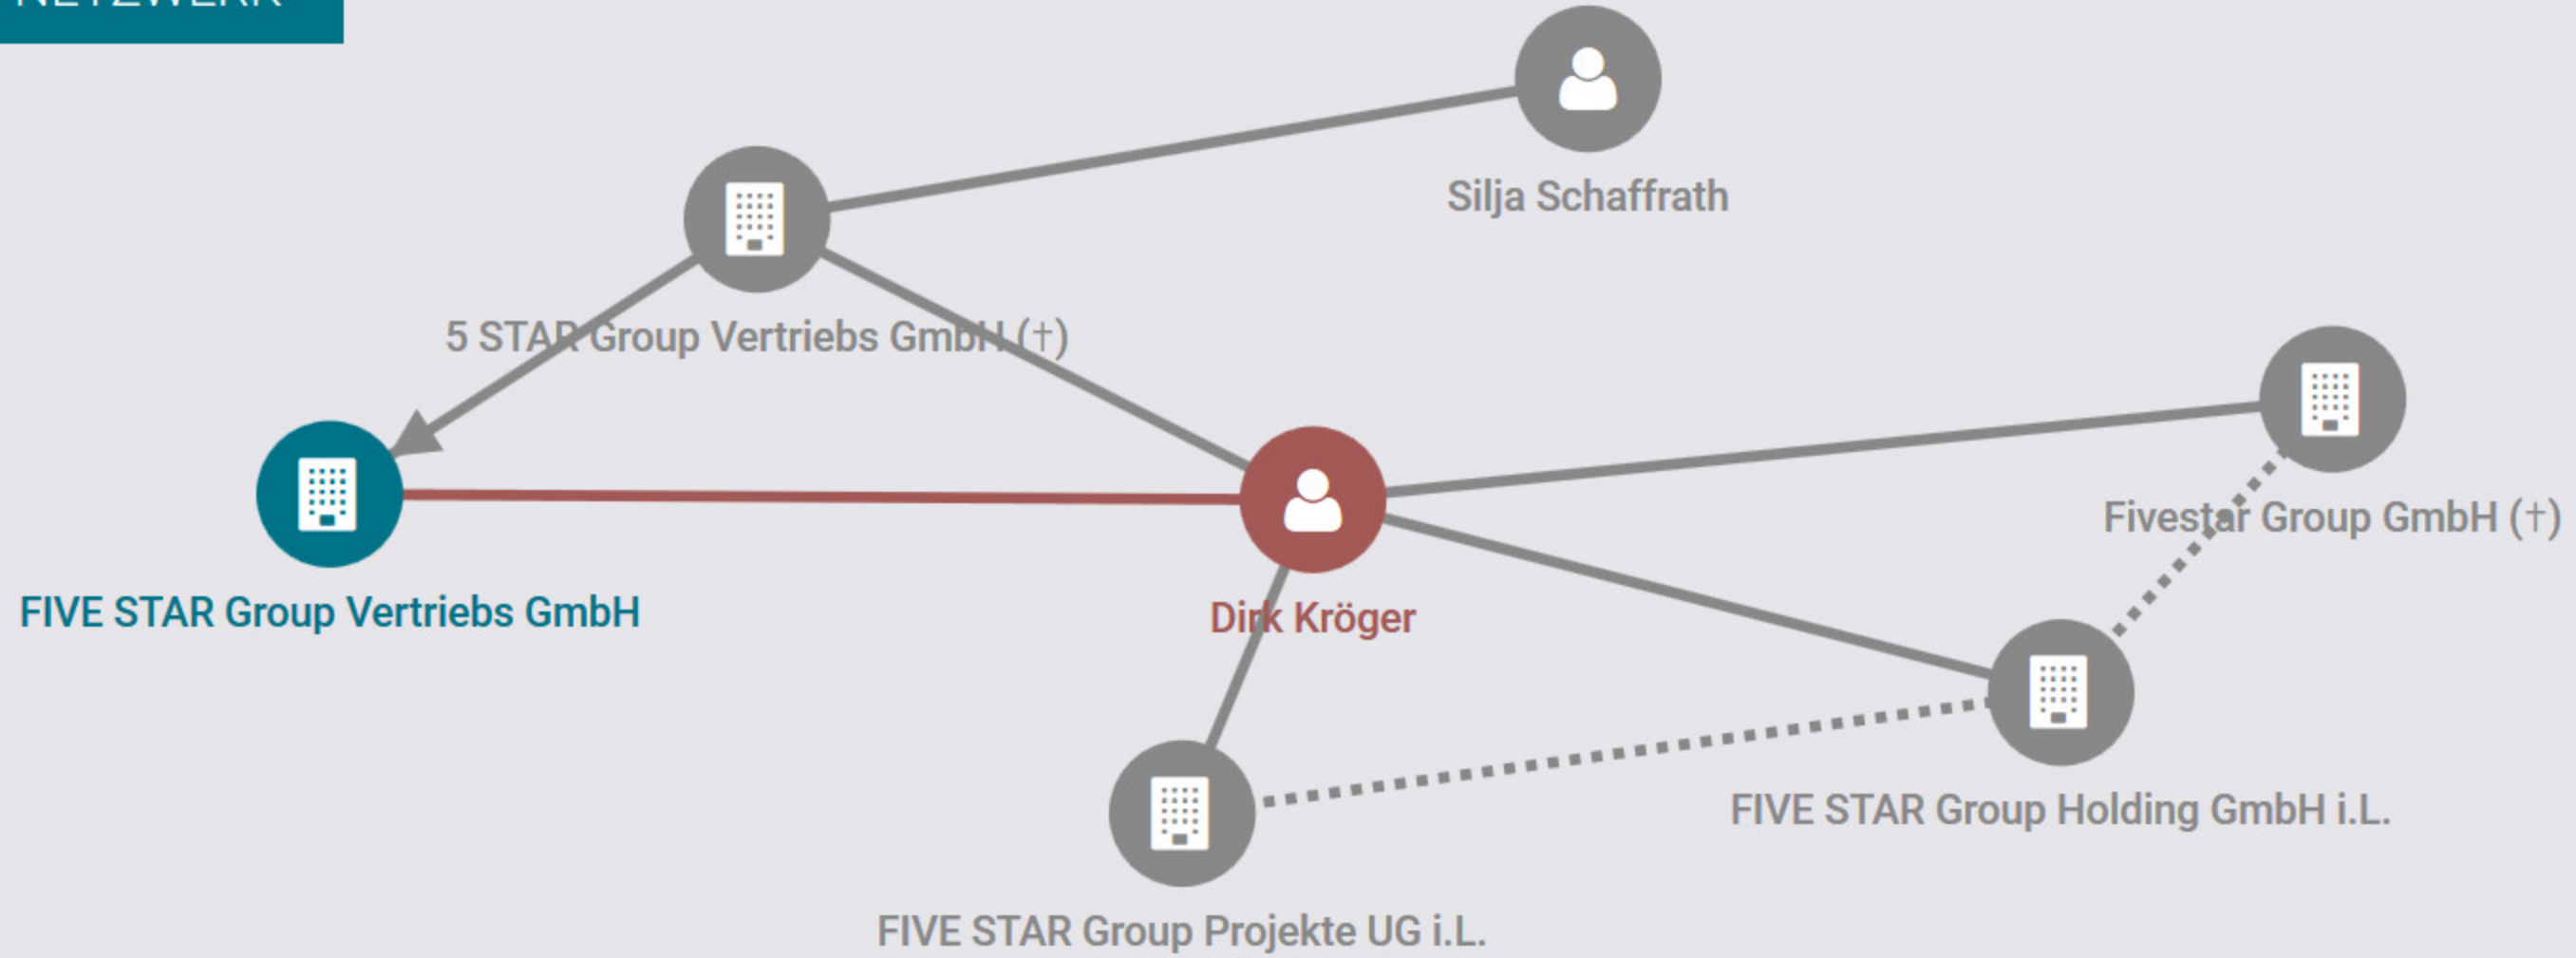 NETZWERK
Silja Schaffrath
5 STAR Group Vertriebs GmbH (†)
Fivestar Group GmbH (†)
FIVE STAR Group Vertriebs GmbH
Dirk Kröger
FIVE STAR Group Holding GmbH i.L.
FIVE STAR Group Projekte UG i.L.